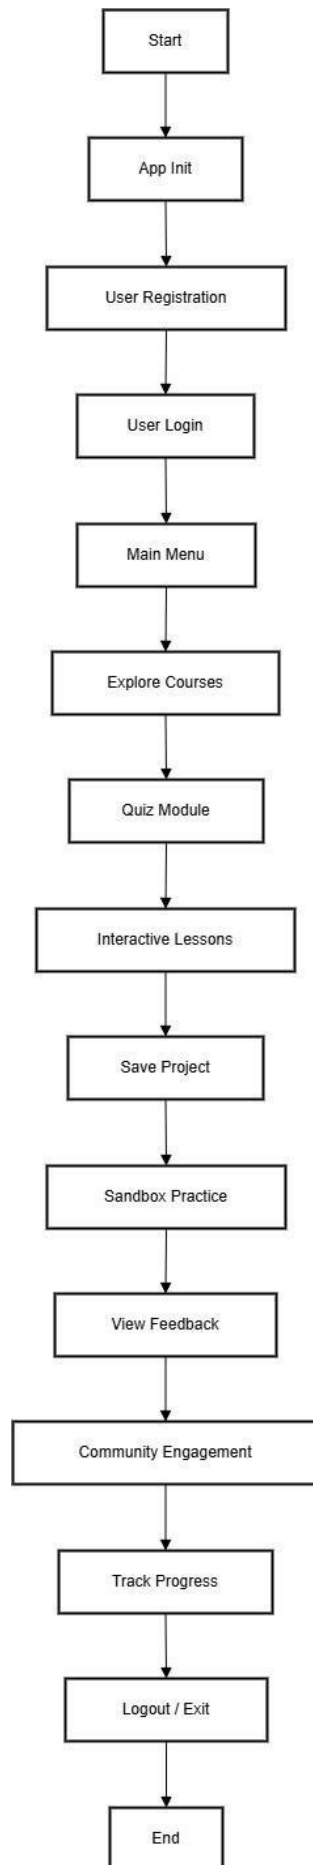 Start
App Init
User Registration
User Login
Main Menu
Explore Courses
Quiz Module
Interactive Lessons
Save Project
Sandbox Practice
View Feedback
Community Engagement
Track Progress
Logout / Exit
End